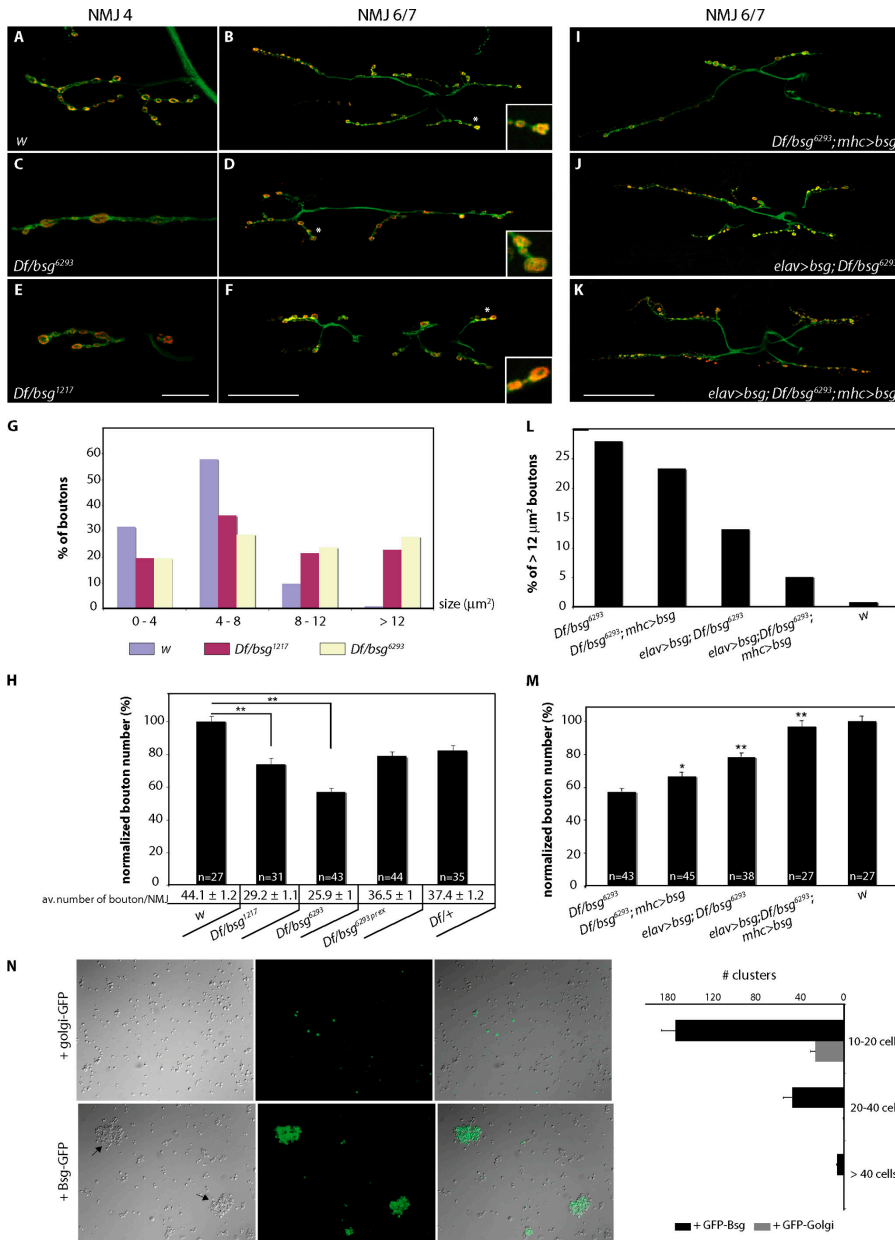 NMJ 4
NMJ 6/7
NMJ 6/7
A
w
B
*
I
Df/bsg6293; mhc>bsg
C
Df/bsg6293
D
*
J
elav>bsg; Df/bsg6293
E
Df/bsg1217
F
*
K
elav>bsg; Df/bsg6293; mhc>bsg
G
% of boutons
60
50
40
30
20
10
0
0 - 4
4 - 8
8 - 12
> 12
size (μm²)
w
Df/bsg1217
Df/bsg6293
L
% of > 12 μm² boutons
25
20
15
10
5
0
Df/bsg6293
Df/bsg6293; mhc>bsg
elav>bsg; Df/bsg6293
elav>bsg;Df/bsg6293;
mhc>bsg
w
H
normalized bouton number (%)
100
80
60
40
20
0
**
**
n=27
n=31
n=43
n=44
n=35
av. number of bouton/NMJ
44.1 ± 1.2
29.2 ± 1.1
25.9 ± 1
36.5 ± 1
37.4 ± 1.2
w
Df/bsg1217
Df/bsg6293
Df/bsg6293 prex
Df/+
M
normalized bouton number (%)
100
80
60
40
20
0
*
**
**
n=43
n=45
n=38
n=27
n=27
Df/bsg6293
Df/bsg6293; mhc>bsg
elav>bsg; Df/bsg6293
elav>bsg;Df/bsg6293;
mhc>bsg
w
N
+ golgi-GFP
+ Bsg-GFP
# clusters
180
120
40
0
10-20 cell
20-40 cell
> 40 cells
+ GFP-Bsg
+ GFP-Golgi